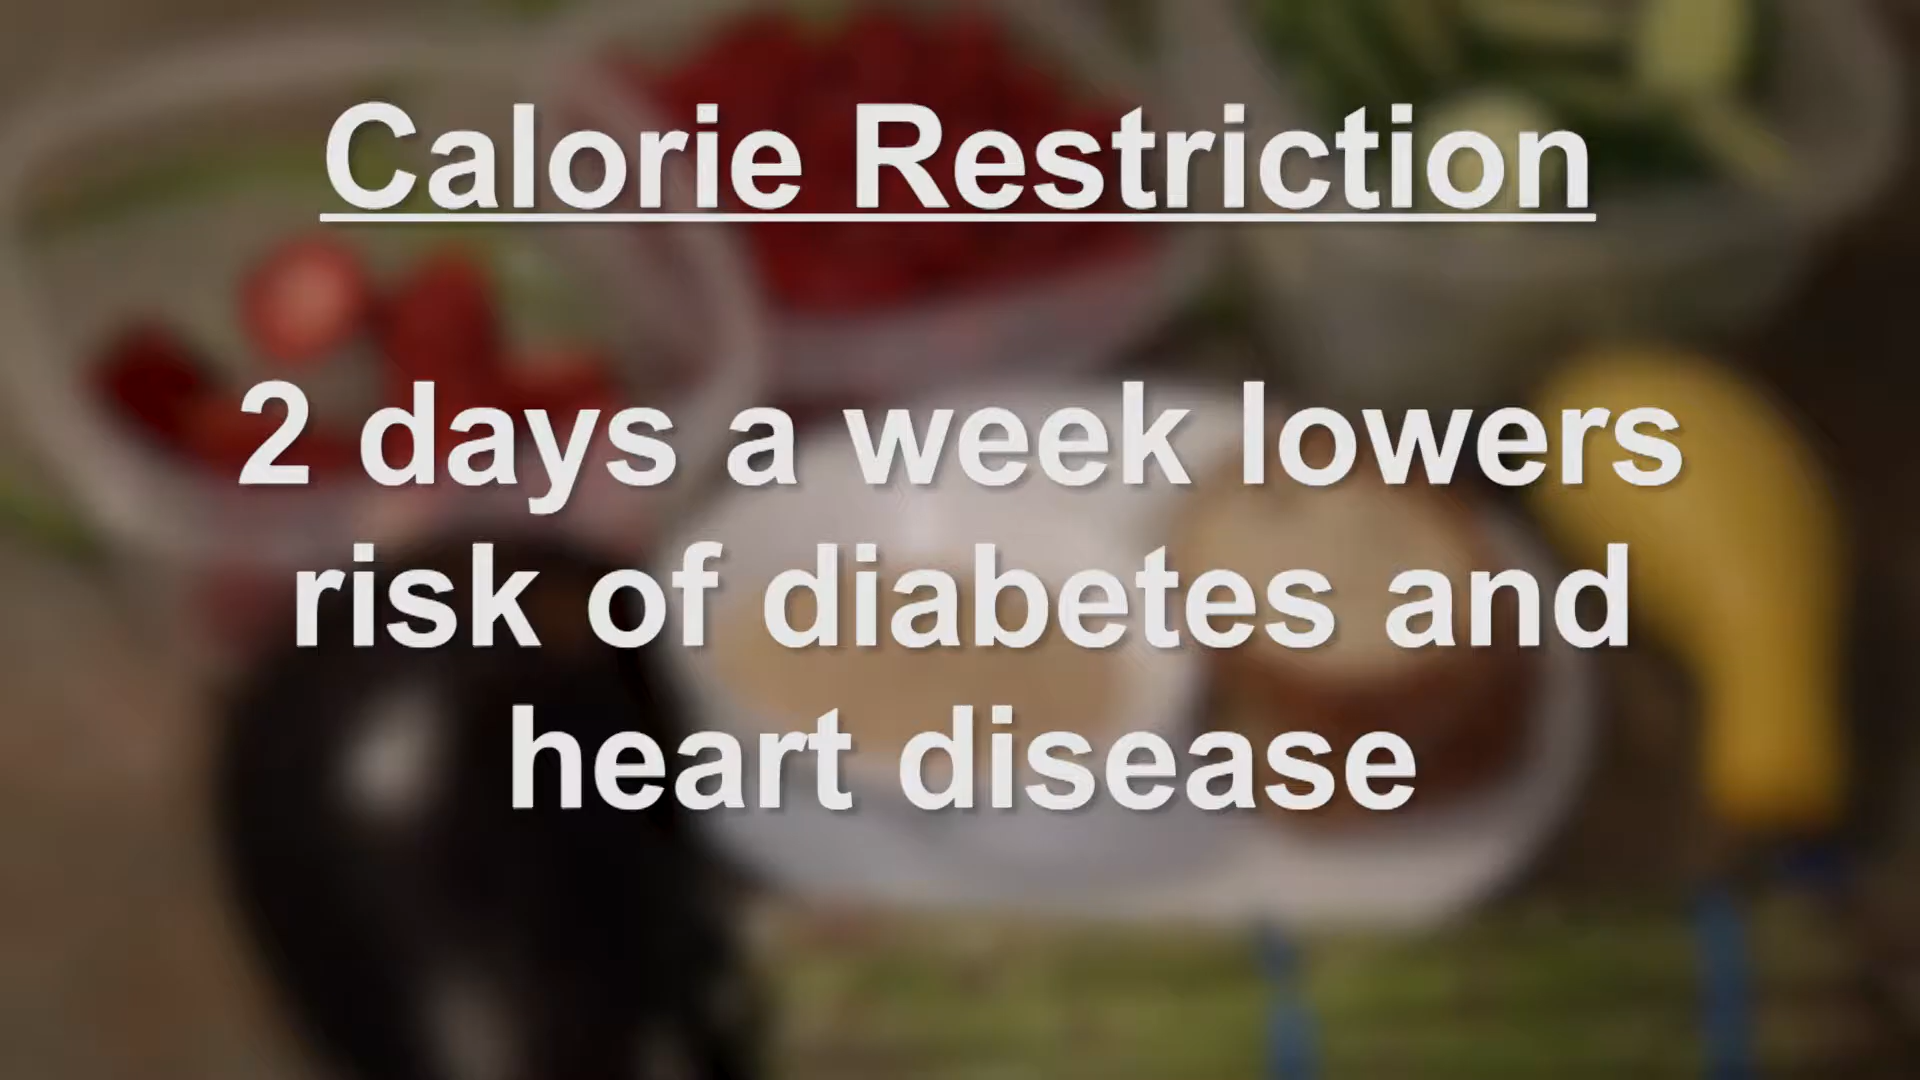 Calorie Restriction
2 days a week lowers
risk of diabetes and
heart disease